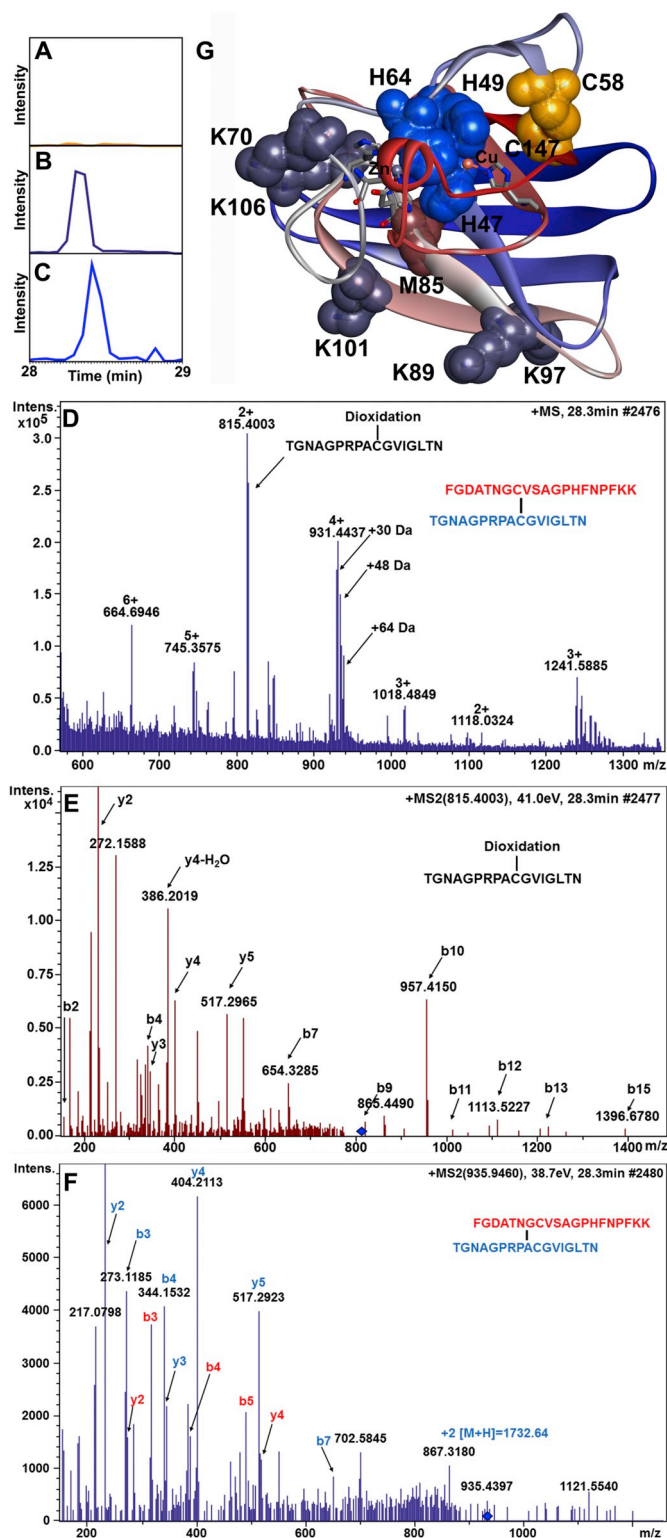 A
Intensity
B
Intensity
C
Intensity
28
Time (min)
29
G
H64
H49
C58
K70
Zn
Cu
C147
K106
H47
M85
K101
K89
K97
Intens.
x10⁵
D
+MS, 28.3min #2476
2+
815.4003
Dioxidation
TGNAGPRPACGVIGLTN
FGDATNGCVSAGPHFNPFKK
TGNAGPRPACGVIGLTN
4+
931.4437
+30 Da
+48 Da
+64 Da
6+
664.6946
5+
745.3575
3+
1018.4849
2+
1118.0324
3+
1241.5885
3.0
2.5
2.0
1.5
1.0
0.5
0.0
600
700
800
900
1000
1100
1200
1300
m/z
Intens.
x10⁴
E
+MS2(815.4003), 41.0eV, 28.3min #2477
y2
272.1588
y4-H₂O
386.2019
Dioxidation
TGNAGPRPACGVIGLTN
y4
y5
517.2965
b10
957.4150
b2
b4
y3
b7
654.3285
b9
865.4490
b11
b12
1113.5227
b13
b15
1396.6780
1.25
1.00
0.75
0.50
0.25
0.00
200
400
600
800
1000
1200
1400
m/z
Intens.
F
+MS2(935.9460), 38.7eV, 28.3min #2480
y4
404.2113
FGDATNGCVSAGPHFNPFKK
TGNAGPRPACGVIGLTN
y2
b3
273.1185
b4
344.1532
y5
517.2923
217.0798
b3
y3
b4
y2
b5
y4
b7
702.5845
+2 [M+H]=1732.64
867.3180
935.4397
1121.5540
6000
5000
4000
3000
2000
1000
0
200
400
600
800
1000
m/z